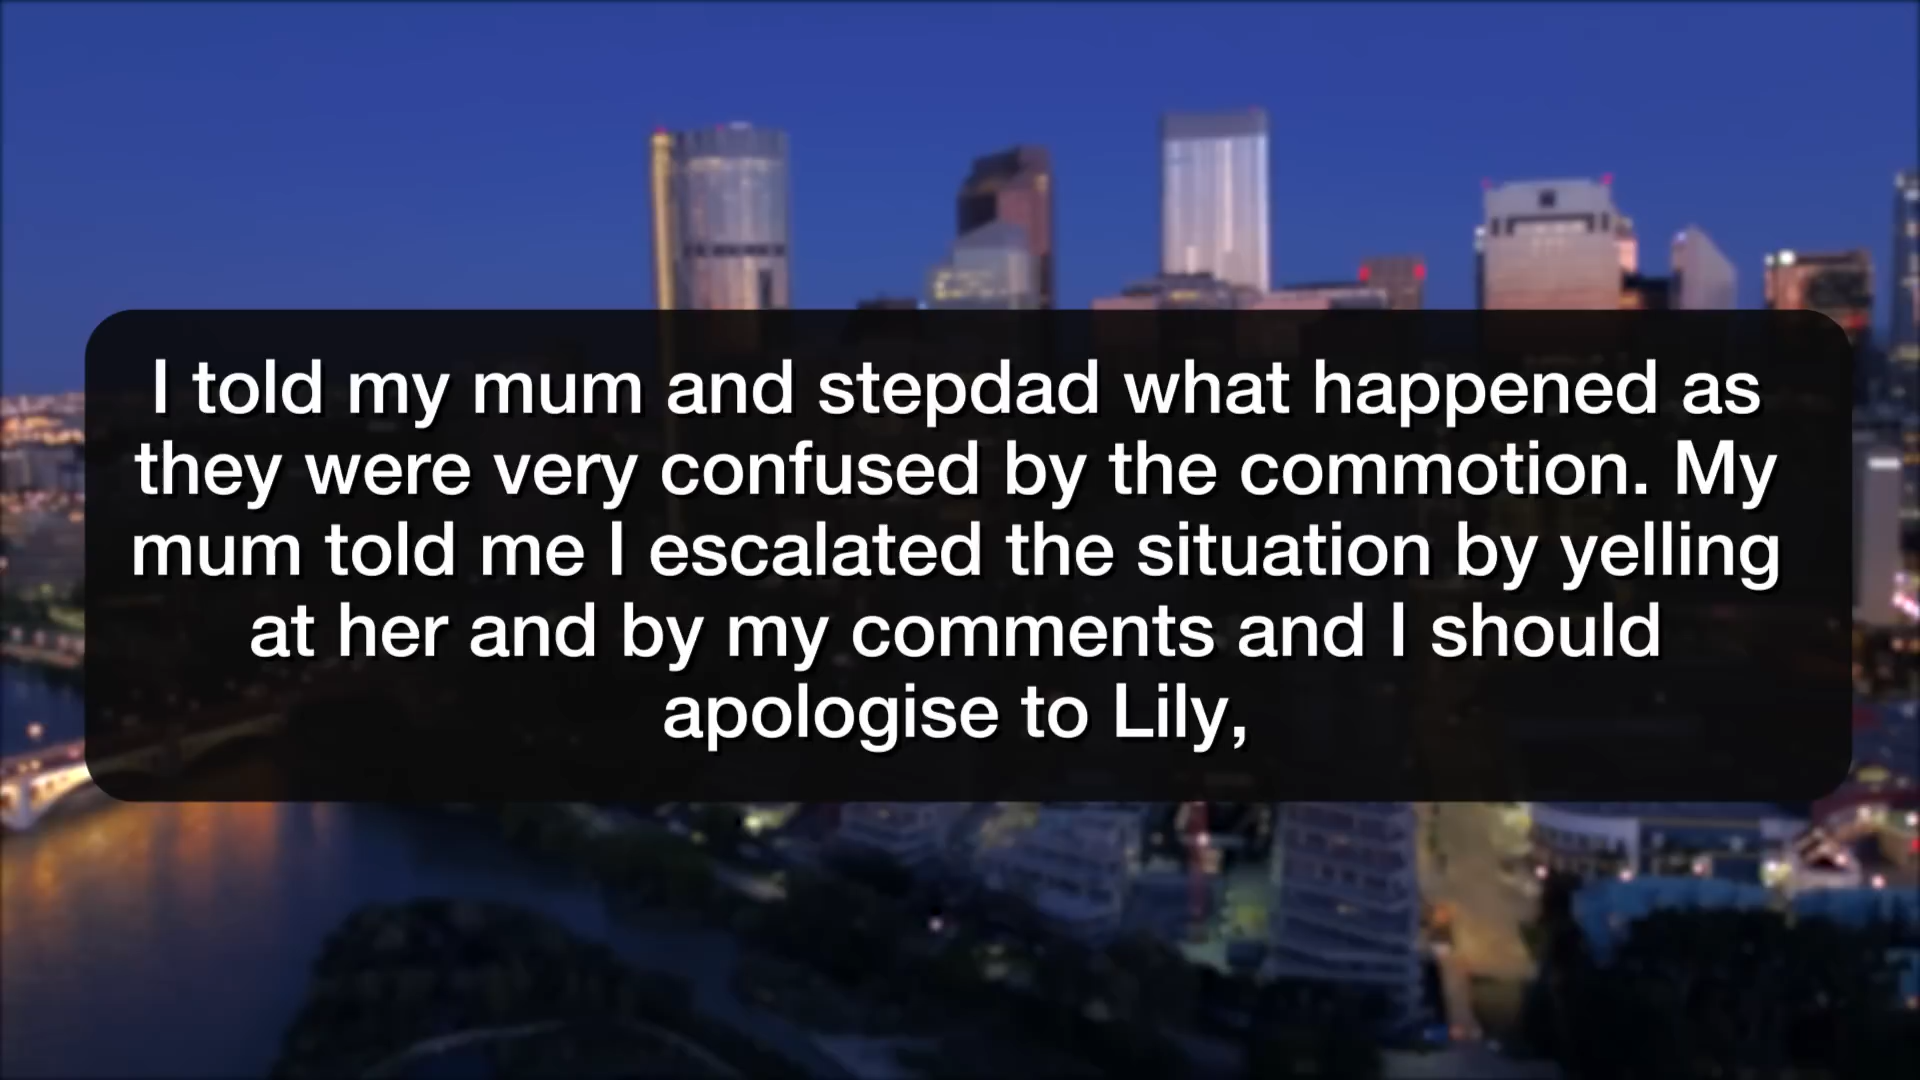 I told my mum and stepdad what happened as
they were very confused by the commotion. My
mum told me I escalated the situation by yelling
at her and by my comments and I should
apologise to Lily,